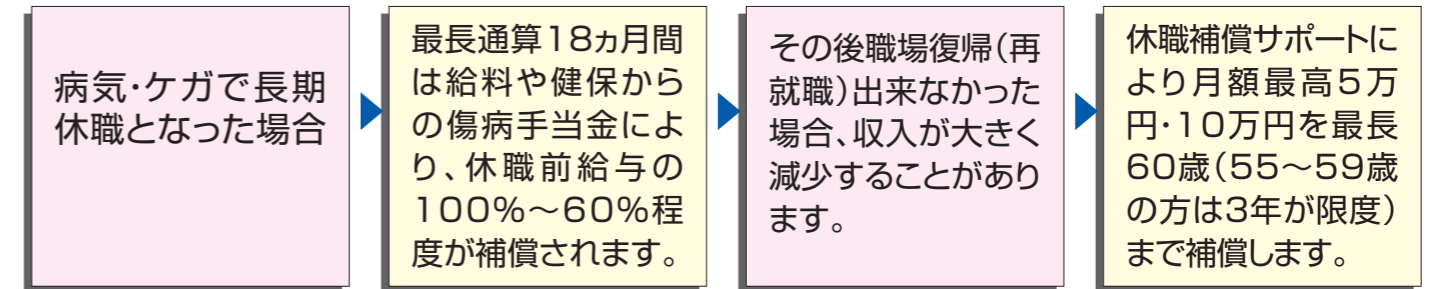 病気･ケガで長期
休職となった場合
最長通算18ヵ月間
は給料や健保から
の傷病手当金によ
り、休職前給与の
100%～60%程
度が補償されます。
その後職場復帰(再
就職)出来なかった
場合、収入が大きく
減少することがあり
ます。
休職補償サポートに
より月額最高5万
円･10万円を最長
60歳(55～59歳
の方は3年が限度)
まで補償します。